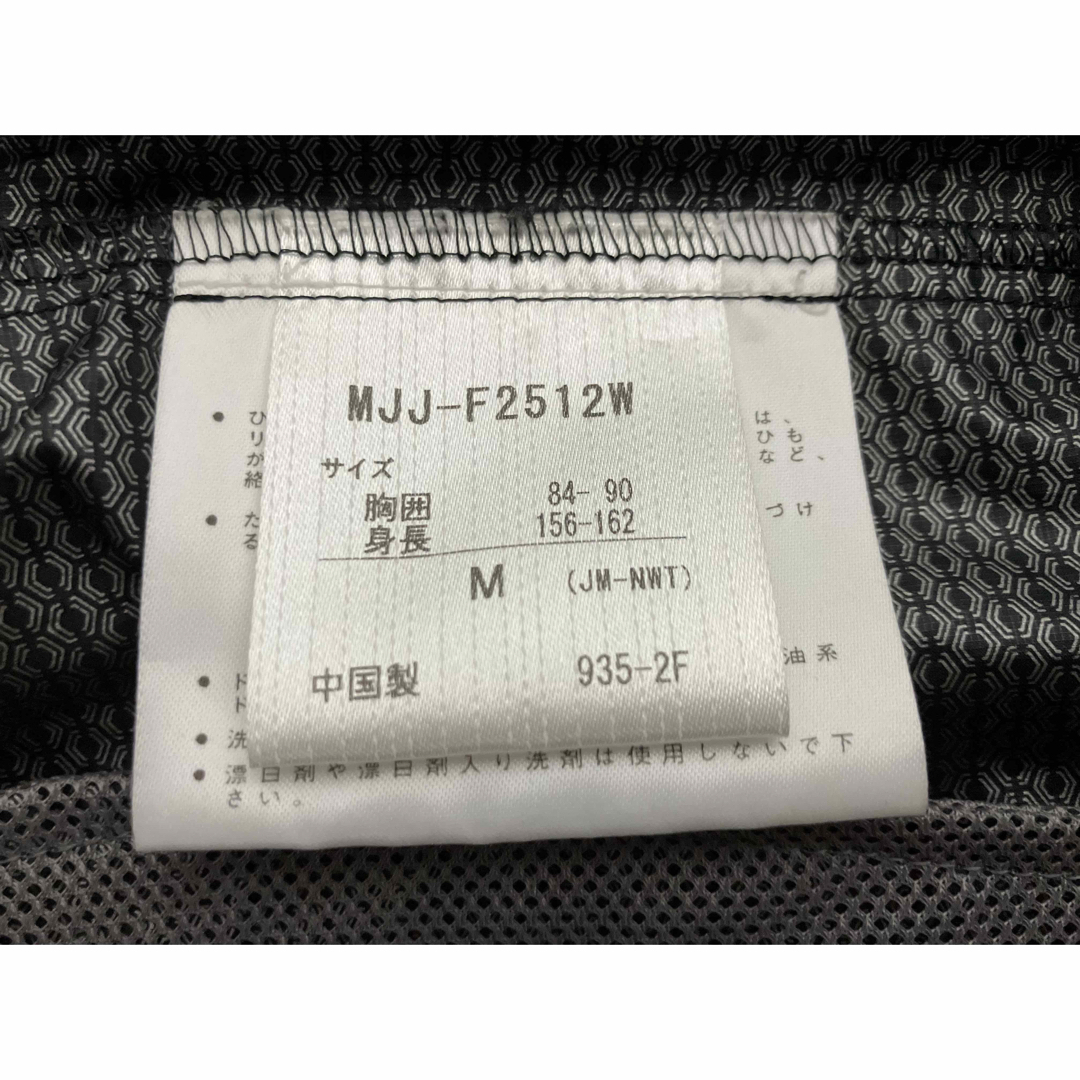 MJJ-F2512W
サイズ
胸囲 84- 90
身長 156-162
M (JM-NWT)
中国製 935-2F
● ひ は、
リ ひも
が など、
絡
● た づけ
る
油系
● ド
ド
● 洗
● 漂白剤や漂白剤入り洗剤は使用しないで下
さい。